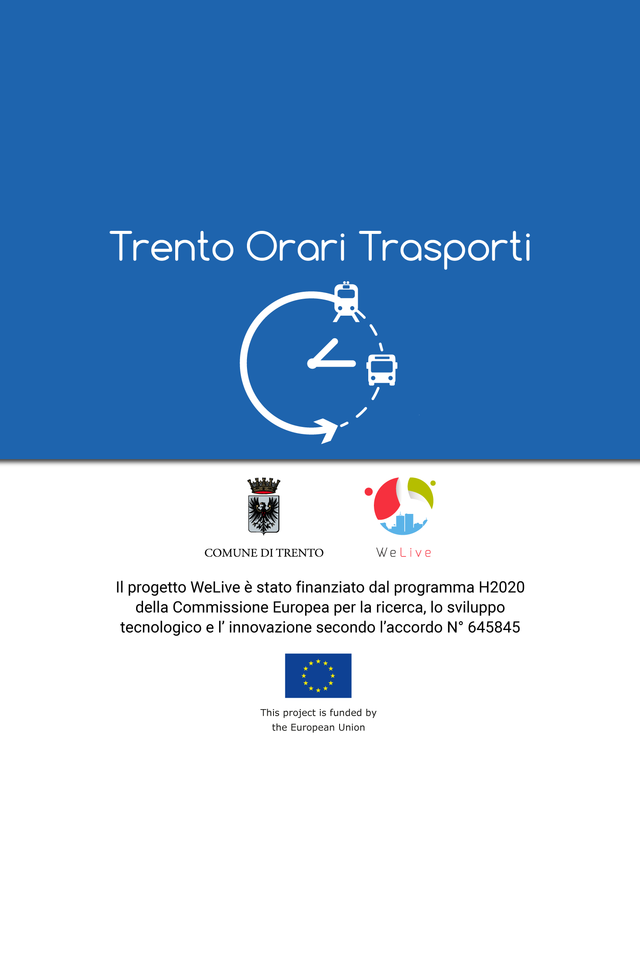 Trento Orari Trasporti
COMUNE DI TRENTO
WeLive
Il progetto WeLive è stato finanziato dal programma H2020
della Commissione Europea per la ricerca, lo sviluppo
tecnologico e l’ innovazione secondo l’accordo N° 645845
This project is funded by
the European Union